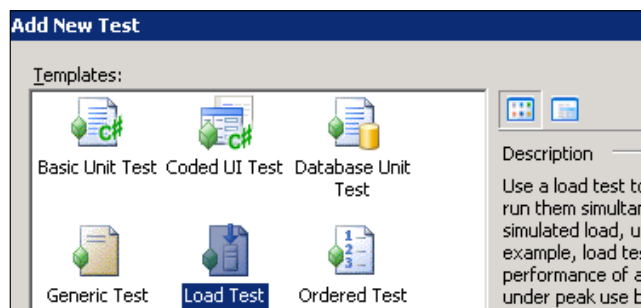 Add New Test
Templates:
Basic Unit Test Coded UI Test Database Unit
Test
Generic Test Load Test Ordered Test
Description
Use a load test to
run them simultan
simulated load, u
example, load tes
performance of a
under peak use b